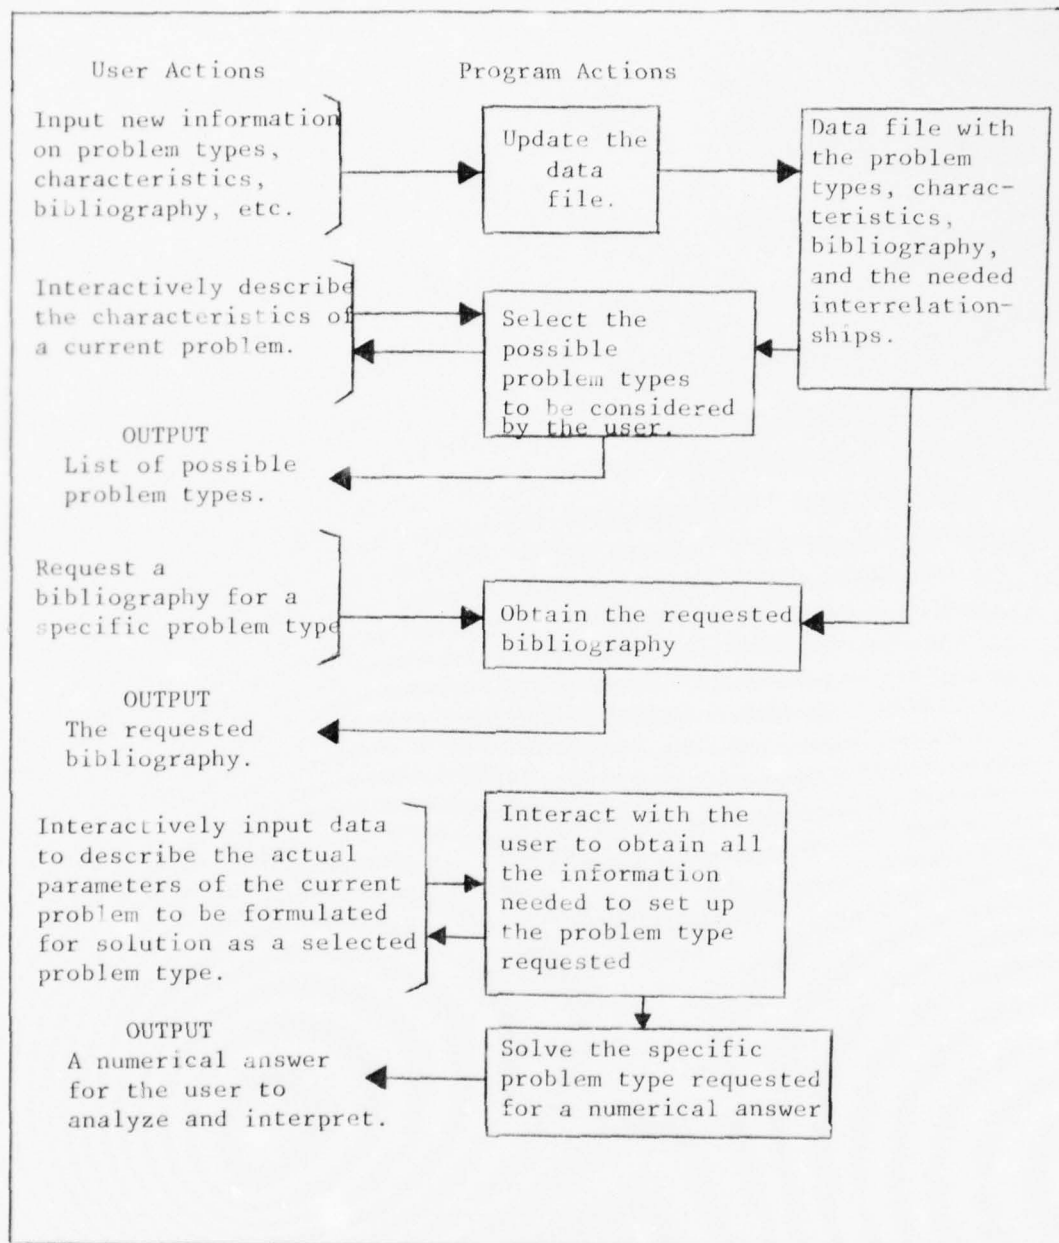 User Actions
Program Actions
Input new information
on problem types,
characteristics,
bibliography, etc.
Update the
data
file.
Data file with
the problem
types, charac-
teristics,
bibliography,
and the needed
interrelation-
ships.
Interactively describe
the characteristics of
a current problem.
Select the
possible
problem types
to be considered
by the user.
OUTPUT
List of possible
problem types.
Request a
bibliography for a
specific problem type
Obtain the requested
bibliography
OUTPUT
The requested
bibliography.
Interactively input data
to describe the actual
parameters of the current
problem to be formulated
for solution as a selected
problem type.
Interact with the
user to obtain all
the information
needed to set up
the problem type
requested
OUTPUT
A numerical answer
for the user to
analyze and interpret.
Solve the specific
problem type requested
for a numerical answer